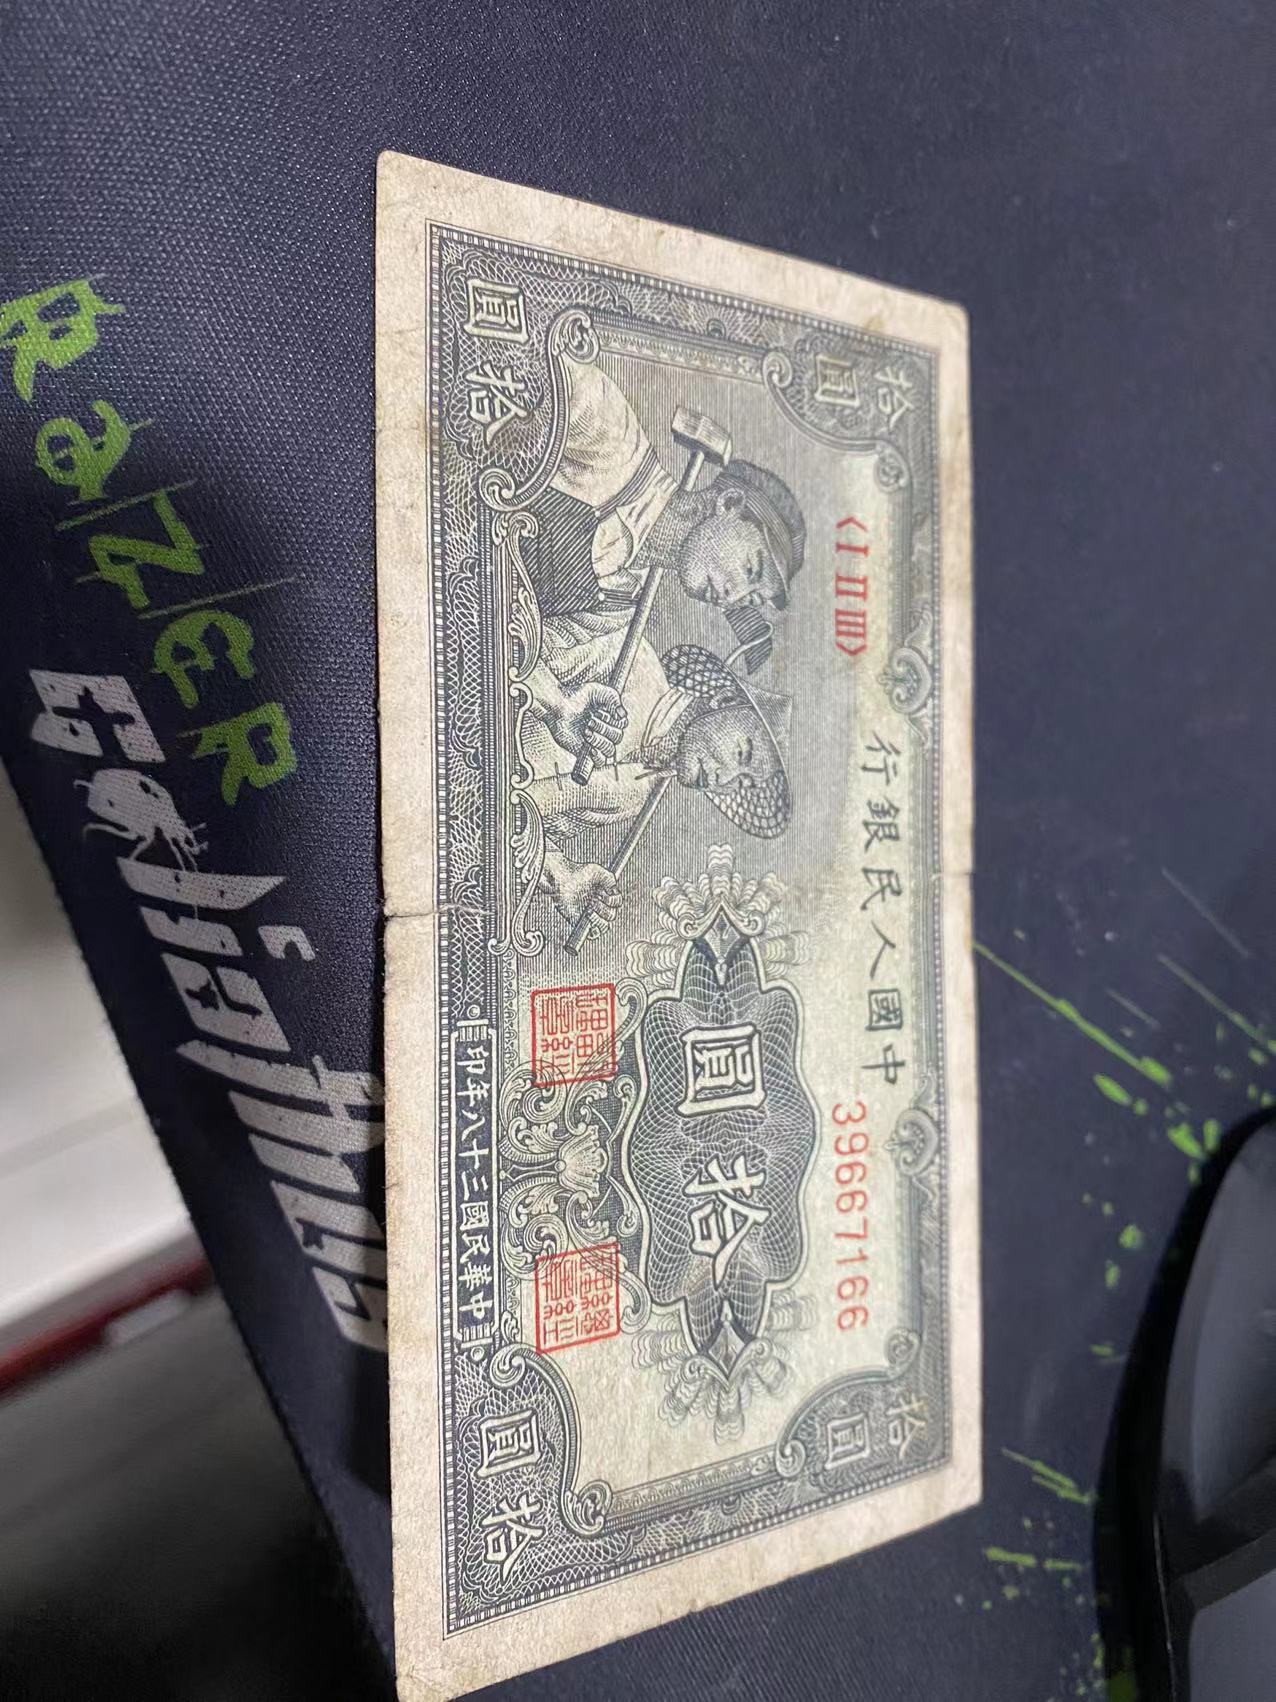 中國人民銀行
〈I II III〉
39667166
拾圓
拾圓
拾圓
拾圓
拾圓
中華民國三十八年印
RaZER
Goliathus